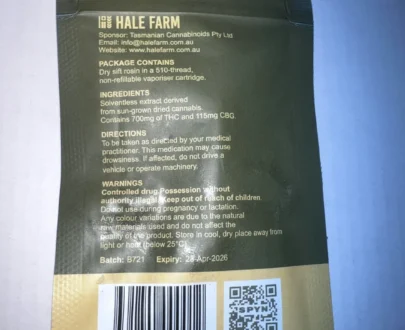 HALE FARM
Sponsor: Tasmanian Cannabinoids Pty Ltd
Email: info@halefarm.com.au
Website: www.halefarm.com.au
PACKAGE CONTAINS
Dry sift rosin in a 510-thread,
non-refillable vaporiser cartridge.
INGREDIENTS
Solventless extract derived
from sun-grown dried cannabis.
Contains 700mg of THC and 115mg CBG
DIRECTIONS
To be taken as directed by your medical
practitioner. This medication may cause
drowsiness. If affected, do not drive a
vehicle or operate machinery.
WARNINGS
Controlled drug Possession without
authority illegal Keep out of reach of children
Do not use during pregnancy or lactation.
Any colour variations are due to the natural
raw materials used and do not affect the
quality of the product. Store in cool, dry place away from
light or heat (below 25°C)
Batch: B721 Expiry: -Apr-2026
SPYN